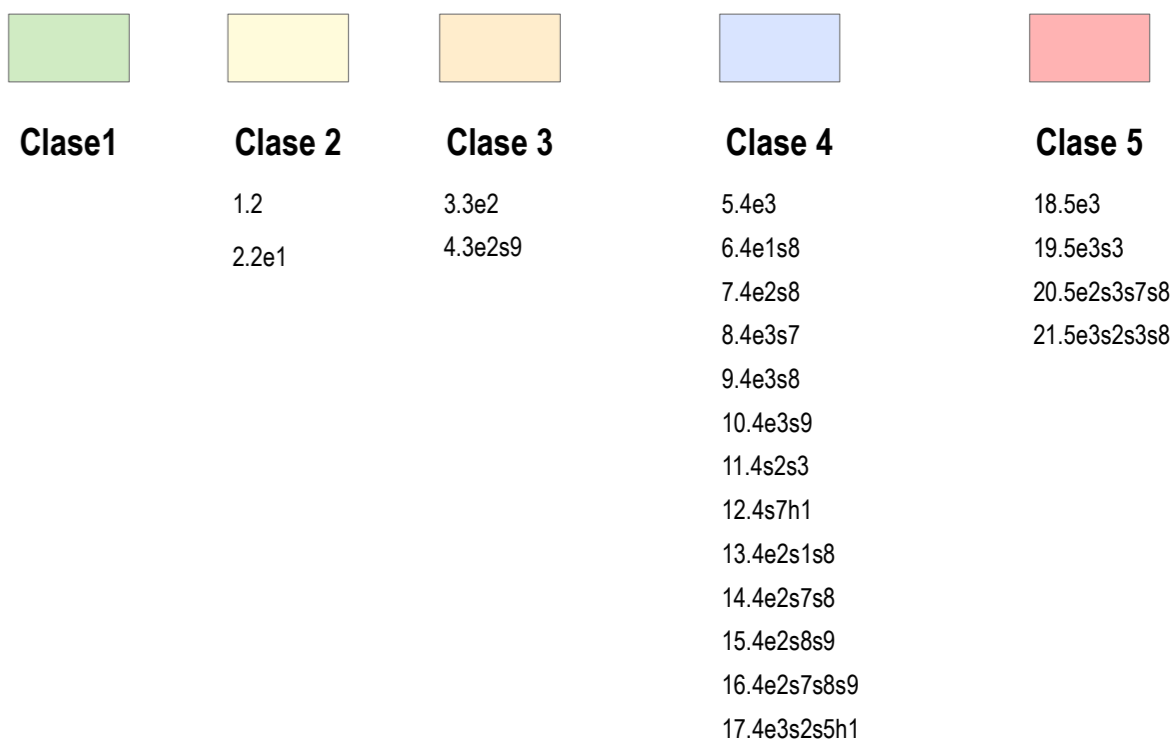 Clase1
Clase 2
1.2
2.2e1
Clase 3
3.3e2
4.3e2s9
Clase 4
5.4e3
6.4e1s8
7.4e2s8
8.4e3s7
9.4e3s8
10.4e3s9
11.4s2s3
12.4s7h1
13.4e2s1s8
14.4e2s7s8
15.4e2s8s9
16.4e2s7s8s9
17.4e3s2s5h1
Clase 5
18.5e3
19.5e3s3
20.5e2s3s7s8
21.5e3s2s3s8